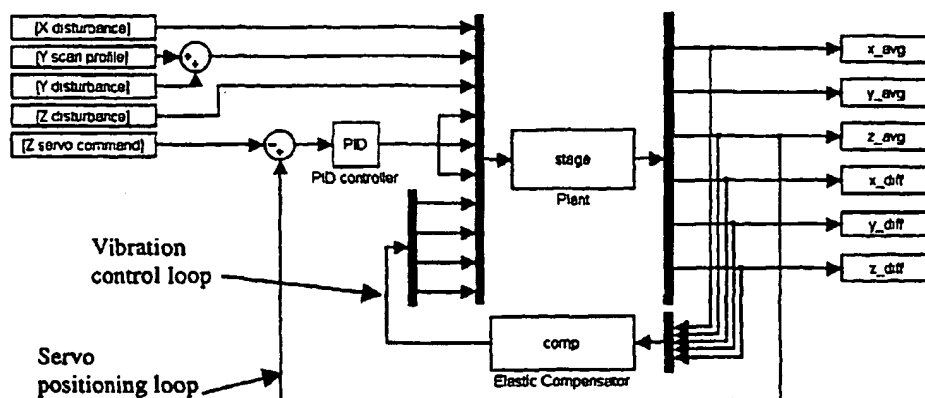 [X disturbance]
[Y scan profile]
[Y disturbance]
[Z disturbance]
[Z servo command]
PID
PID controller
stage
Plant
x_avg
y_avg
z_avg
x_diff
y_diff
z_diff
Vibration
control loop
comp
Elastic Compensator
Servo
positioning loop